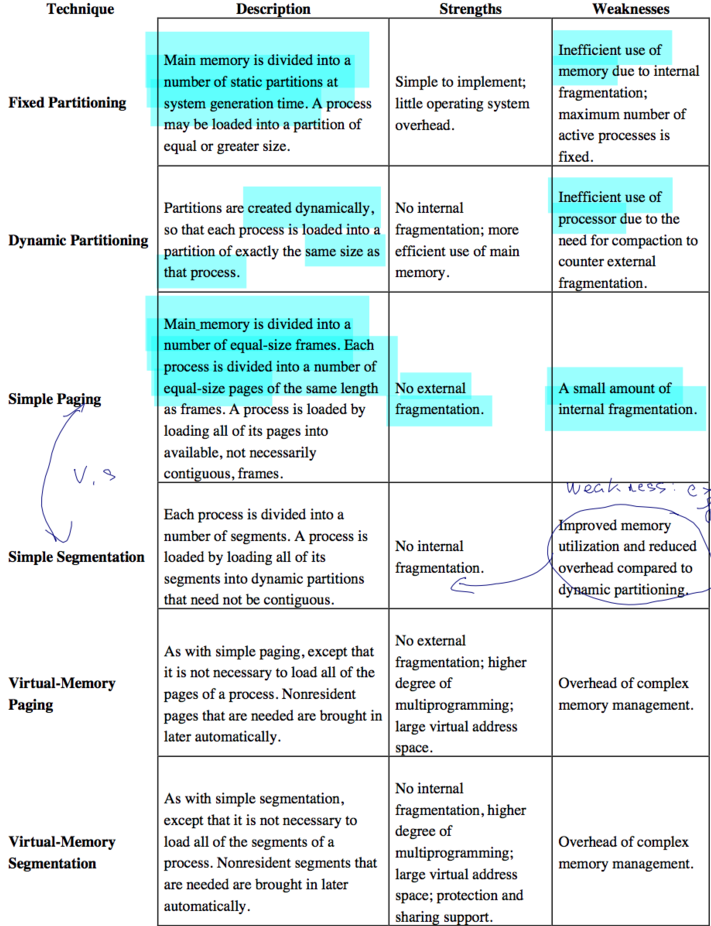 Technique Description Strengths Weaknesses
Fixed Partitioning
Main memory is divided into a
number of static partitions at
system generation time. A process
may be loaded into a partition of
equal or greater size.
Simple to implement;
little operating system
overhead.
Inefficient use of
memory due to internal
fragmentation;
maximum number of
active processes is
fixed.
Dynamic Partitioning
Partitions are created dynamically,
so that each process is loaded into a
partition of exactly the same size as
that process.
No internal
fragmentation; more
efficient use of main
memory.
Inefficient use of
processor due to the
need for compaction to
counter external
fragmentation.
Simple Paging
Main memory is divided into a
number of equal-size frames. Each
process is divided into a number of
equal-size pages of the same length
as frames. A process is loaded by
loading all of its pages into
available, not necessarily
contiguous, frames.
No external
fragmentation.
A small amount of
internal fragmentation.
V.s
Simple Segmentation
Each process is divided into a
number of segments. A process is
loaded by loading all of its
segments into dynamic partitions
that need not be contiguous.
No internal
fragmentation.
Weakness:
Improved memory
utilization and reduced
overhead compared to
dynamic partitioning.
Virtual-Memory
Paging
As with simple paging, except that
it is not necessary to load all of the
pages of a process. Nonresident
pages that are needed are brought in
later automatically.
No external
fragmentation; higher
degree of
multiprogramming;
large virtual address
space.
Overhead of complex
memory management.
Virtual-Memory
Segmentation
As with simple segmentation,
except that it is not necessary to
load all of the segments of a
process. Nonresident segments that
are needed are brought in later
automatically.
No internal
fragmentation, higher
degree of
multiprogramming;
large virtual address
space; protection and
sharing support.
Overhead of complex
memory management.